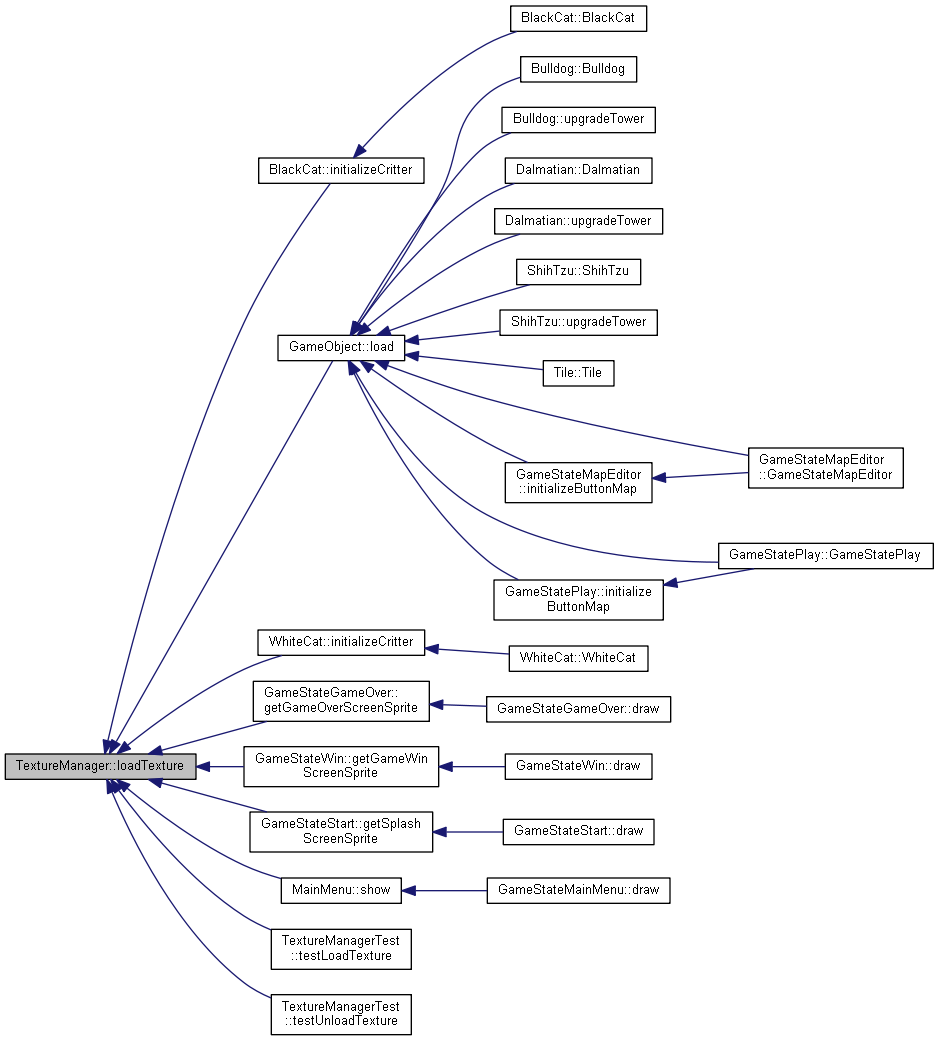 BlackCat::BlackCat
Bulldog::Bulldog
Bulldog::upgradeTower
Dalmatian::Dalmatian
BlackCat::initializeCritter
Dalmatian::upgradeTower
ShihTzu::ShihTzu
ShihTzu::upgradeTower
GameObject::load
Tile::Tile
GameStateMapEditor
::GameStateMapEditor
GameStateMapEditor
::initializeButtonMap
GameStatePlay::GameStatePlay
GameStatePlay::initialize
ButtonMap
WhiteCat::initializeCritter
WhiteCat::WhiteCat
GameStateGameOver::
getGameOverScreenSprite
GameStateGameOver::draw
TextureManager::loadTexture
GameStateWin::getGameWin
ScreenSprite
GameStateWin::draw
GameStateStart::getSplash
ScreenSprite
GameStateStart::draw
MainMenu::show
GameStateMainMenu::draw
TextureManagerTest
::testLoadTexture
TextureManagerTest
::testUnloadTexture